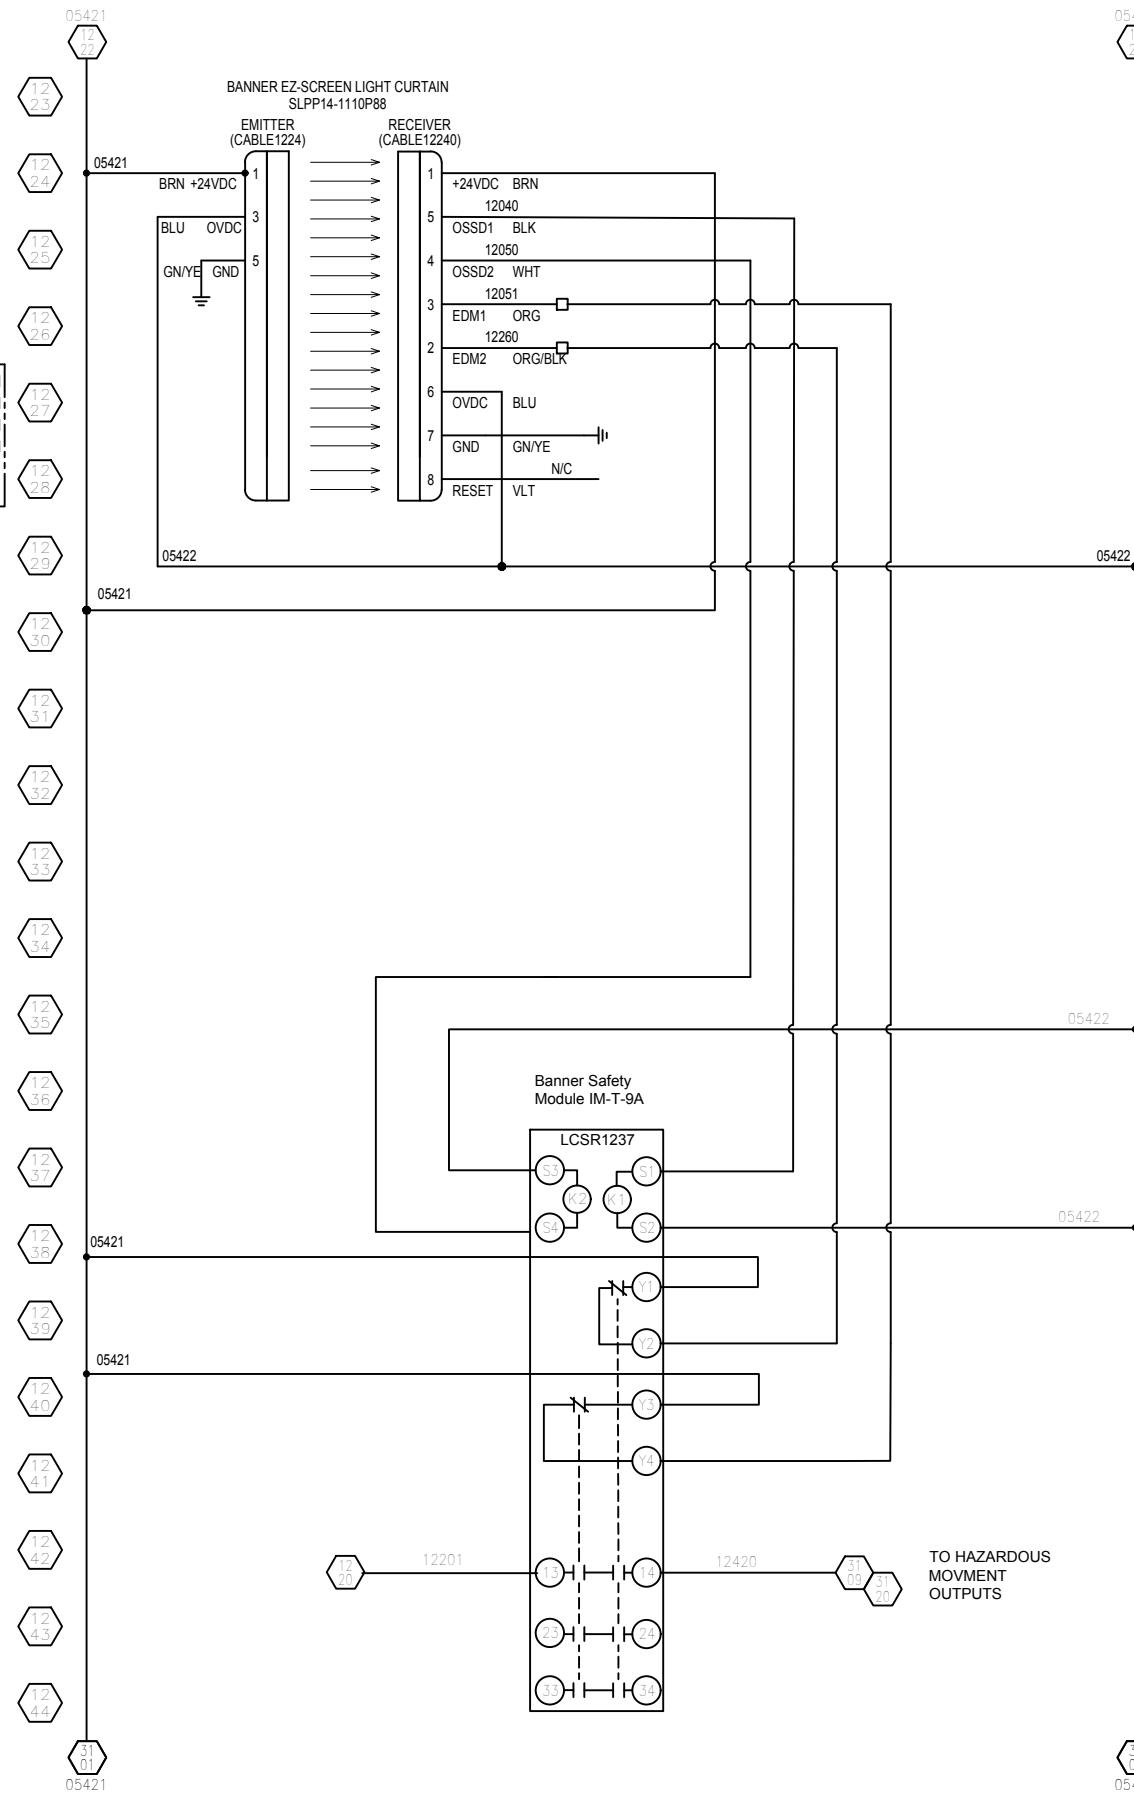 05421
12
22
12
23
BANNER EZ-SCREEN LIGHT CURTAIN
SLPP14-1110P88
EMITTER
(CABLE1224)
RECEIVER
(CABLE12240)
12
24
05421
BRN +24VDC
1
1
+24VDC BRN
12040
BLU OVDC
3
5
OSSD1 BLK
12
25
12050
GN/YE GND
5
4
OSSD2 WHT
12051
3
EDM1 ORG
12
26
12260
2
EDM2 ORG/BLK
12
27
6
OVDC BLU
7
GND GN/YE
N/C
12
28
8
RESET VLT
12
29
05422
05422
05421
12
30
12
31
12
32
12
33
12
34
12
35
05422
12
36
Banner Safety
Module IM-T-9A
LCSR1237
12
37
S3
S1
K2
K1
S4
S2
05422
12
38
05421
Y1
12
39
Y2
05421
12
40
Y3
12
41
Y4
12
42
12
20
12201
13
14
12420
31
09
31
20
TO HAZARDOUS
MOVMENT
OUTPUTS
12
43
23
24
12
44
33
34
31
01
05421